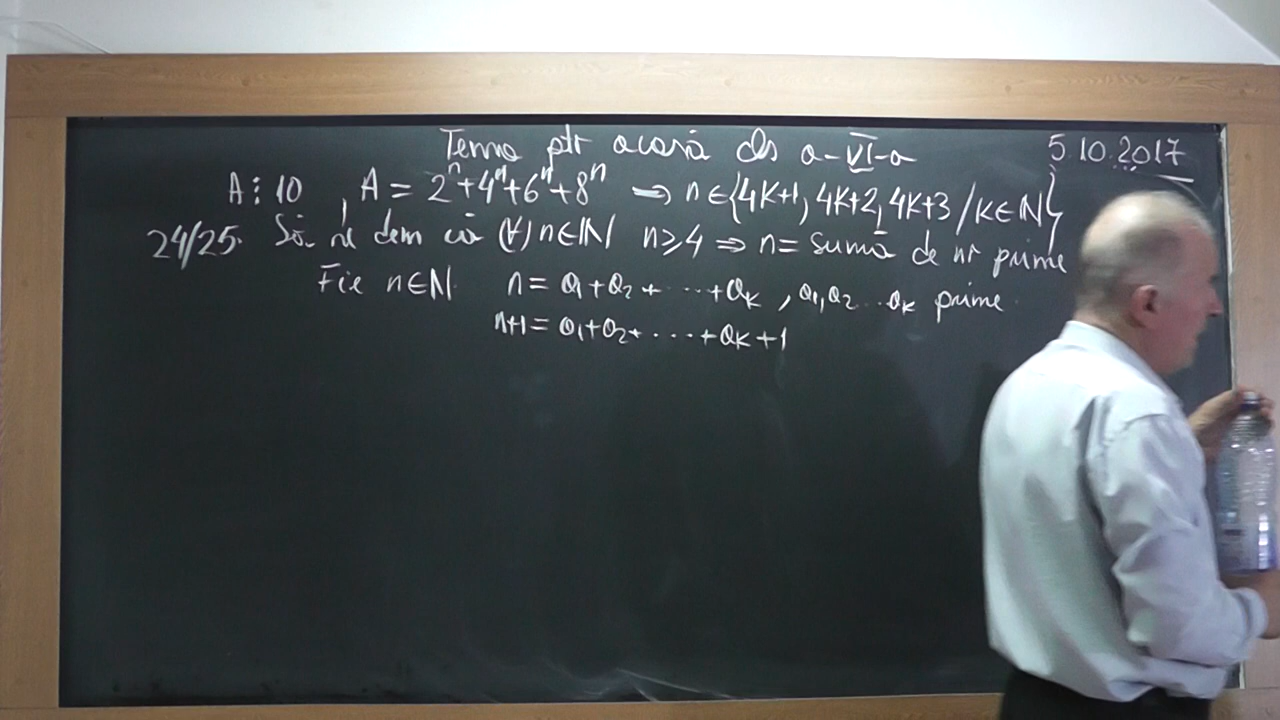 Tema ptr acasă cls a-VI-a 5.10.2017
A ⋮ 10, A = 2ⁿ+4ⁿ+6ⁿ+8ⁿ → n∈{4K+1, 4K+2, 4K+3 / K∈N}
24/25. Să se dem că (∀) n∈N n⩾4 ⇒ n = sumă de nr prime
Fie n∈N n = a₁+a₂+ ⋯ +aₖ, a₁,a₂ … aₖ prime
n+1 = a₁+a₂+ ⋯ +aₖ+1